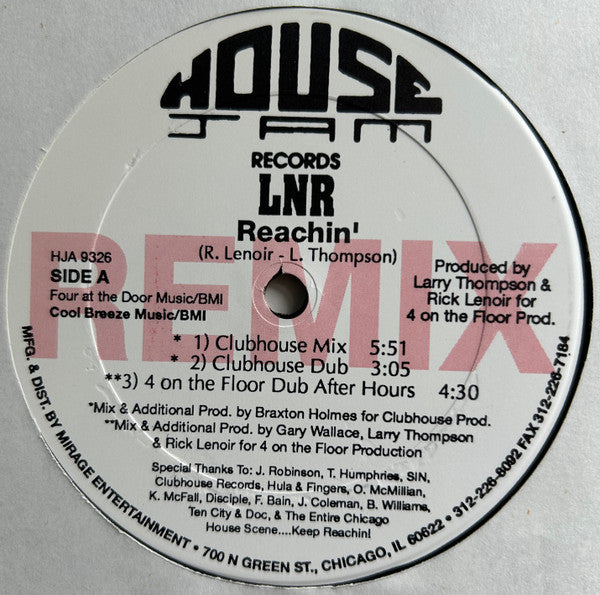 HOUSE
JAM
RECORDS
LNR
Reachin'
(R. Lenoir - L. Thompson)
REMIX
HJA 9326
SIDE A
Four at the Door Music/BMI
Cool Breeze Music/BMI
Produced by
Larry Thompson &
Rick Lenoir for
4 on the Floor Prod.
* 1) Clubhouse Mix 5:51
* 2) Clubhouse Dub 3:05
**3) 4 on the Floor Dub After Hours 4:30
*Mix & Additional Prod. by Braxton Holmes for Clubhouse Prod.
**Mix & Additional Prod. by Gary Wallace, Larry Thompson
& Rick Lenoir for 4 on the Floor Production
Special Thanks To: J. Robinson, T. Humphries, SIN,
Clubhouse Records, Hula & Fingers, O. McMillian,
K. McFall, Disciple, F. Bain, J. Coleman, B. Williams,
Ten City & Doc, & The Entire Chicago
House Scene....Keep Reachin!
MFG. & DIST. BY MIRAGE ENTERTAINMENT • 700 N GREEN ST., CHICAGO, IL 60622 • 312-226-8092 FAX 312-226-7184